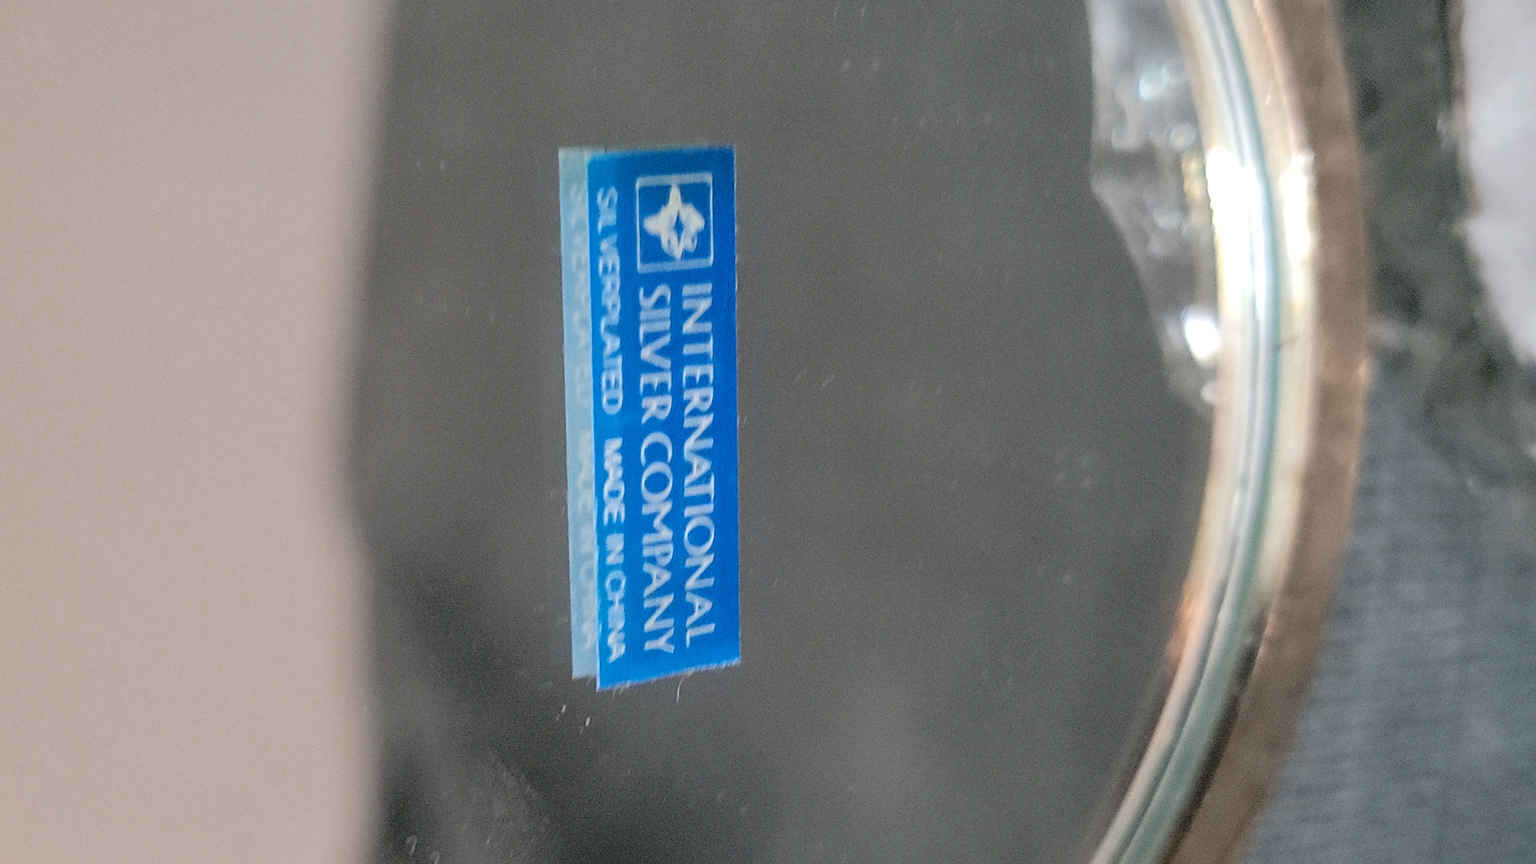 INTERNATIONAL
SILVER COMPANY
SILVERPLATED MADE IN CHINA